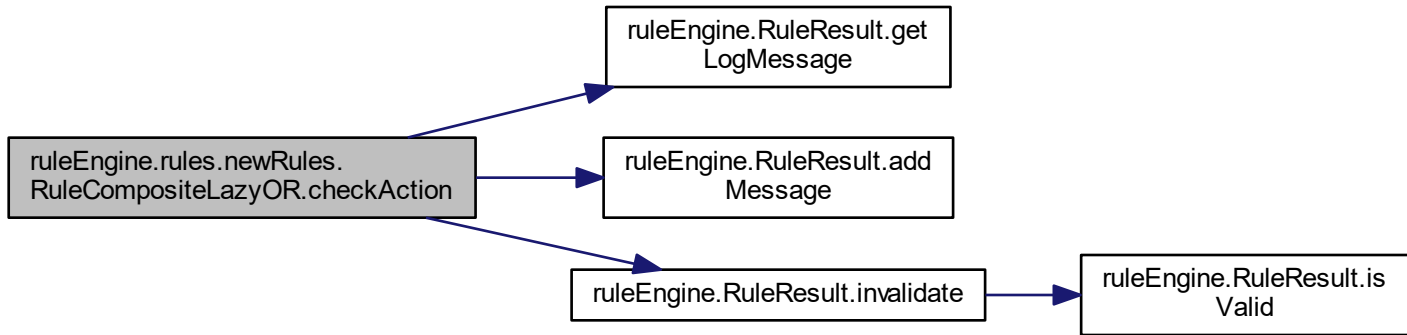 ruleEngine.RuleResult.get
LogMessage
ruleEngine.rules.newRules.
RuleCompositeLazyOR.checkAction
ruleEngine.RuleResult.add
Message
ruleEngine.RuleResult.invalidate
ruleEngine.RuleResult.is
Valid